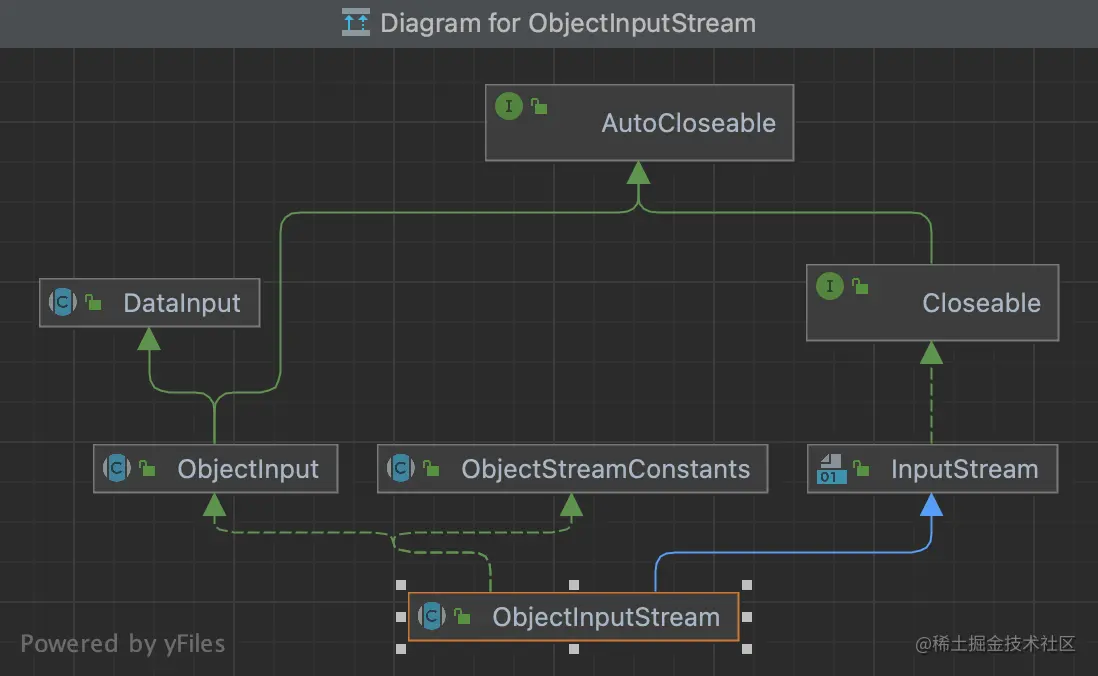 Diagram for ObjectInputStream
I
AutoCloseable
C
DataInput
I
Closeable
C
ObjectInput
C
ObjectStreamConstants
01
InputStream
C
ObjectInputStream
Powered by yFiles
@稀土掘金技术社区